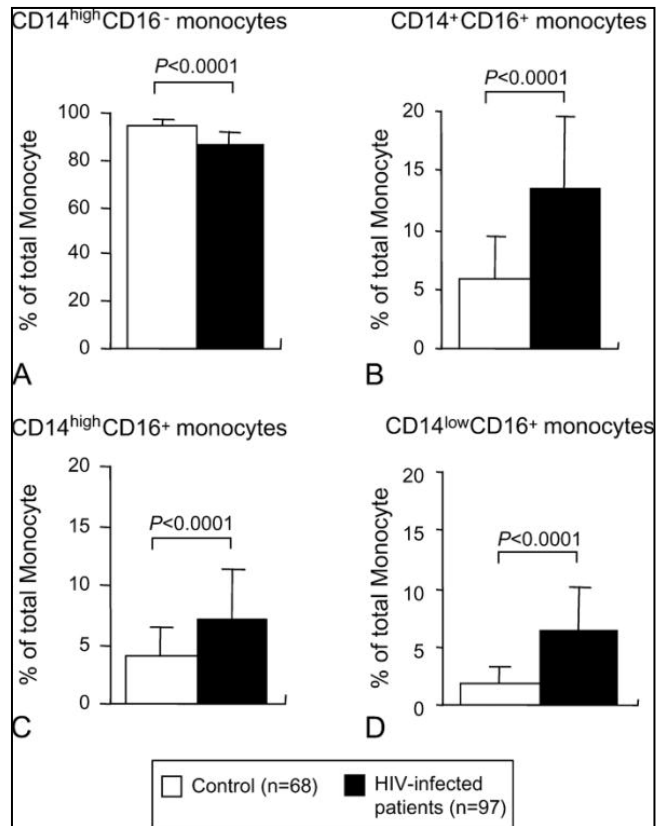 CD14highCD16- monocytes
P<0.0001
% of total Monocyte
100
80
60
40
20
0
A
CD14+CD16+ monocytes
P<0.0001
% of total Monocyte
20
15
10
5
0
B
CD14highCD16+ monocytes
P<0.0001
% of total Monocyte
20
15
10
5
0
C
CD14lowCD16+ monocytes
P<0.0001
% of total Monocyte
20
15
10
5
0
D
Control (n=68)
HIV-infected
patients (n=97)